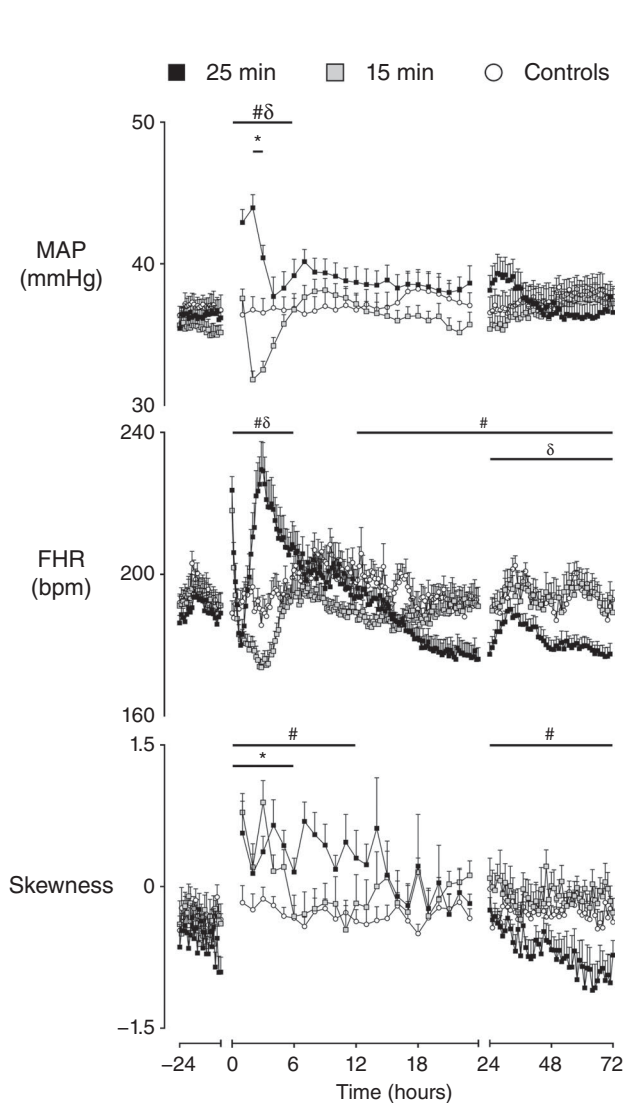 25 min 15 min Controls
50
#δ
*
MAP
(mmHg)
40
30
240
#δ
#
δ
FHR
(bpm)
200
160
1.5
#
#
*
Skewness
0
−1.5
−24 0 6 12 18 24 48 72
Time (hours)